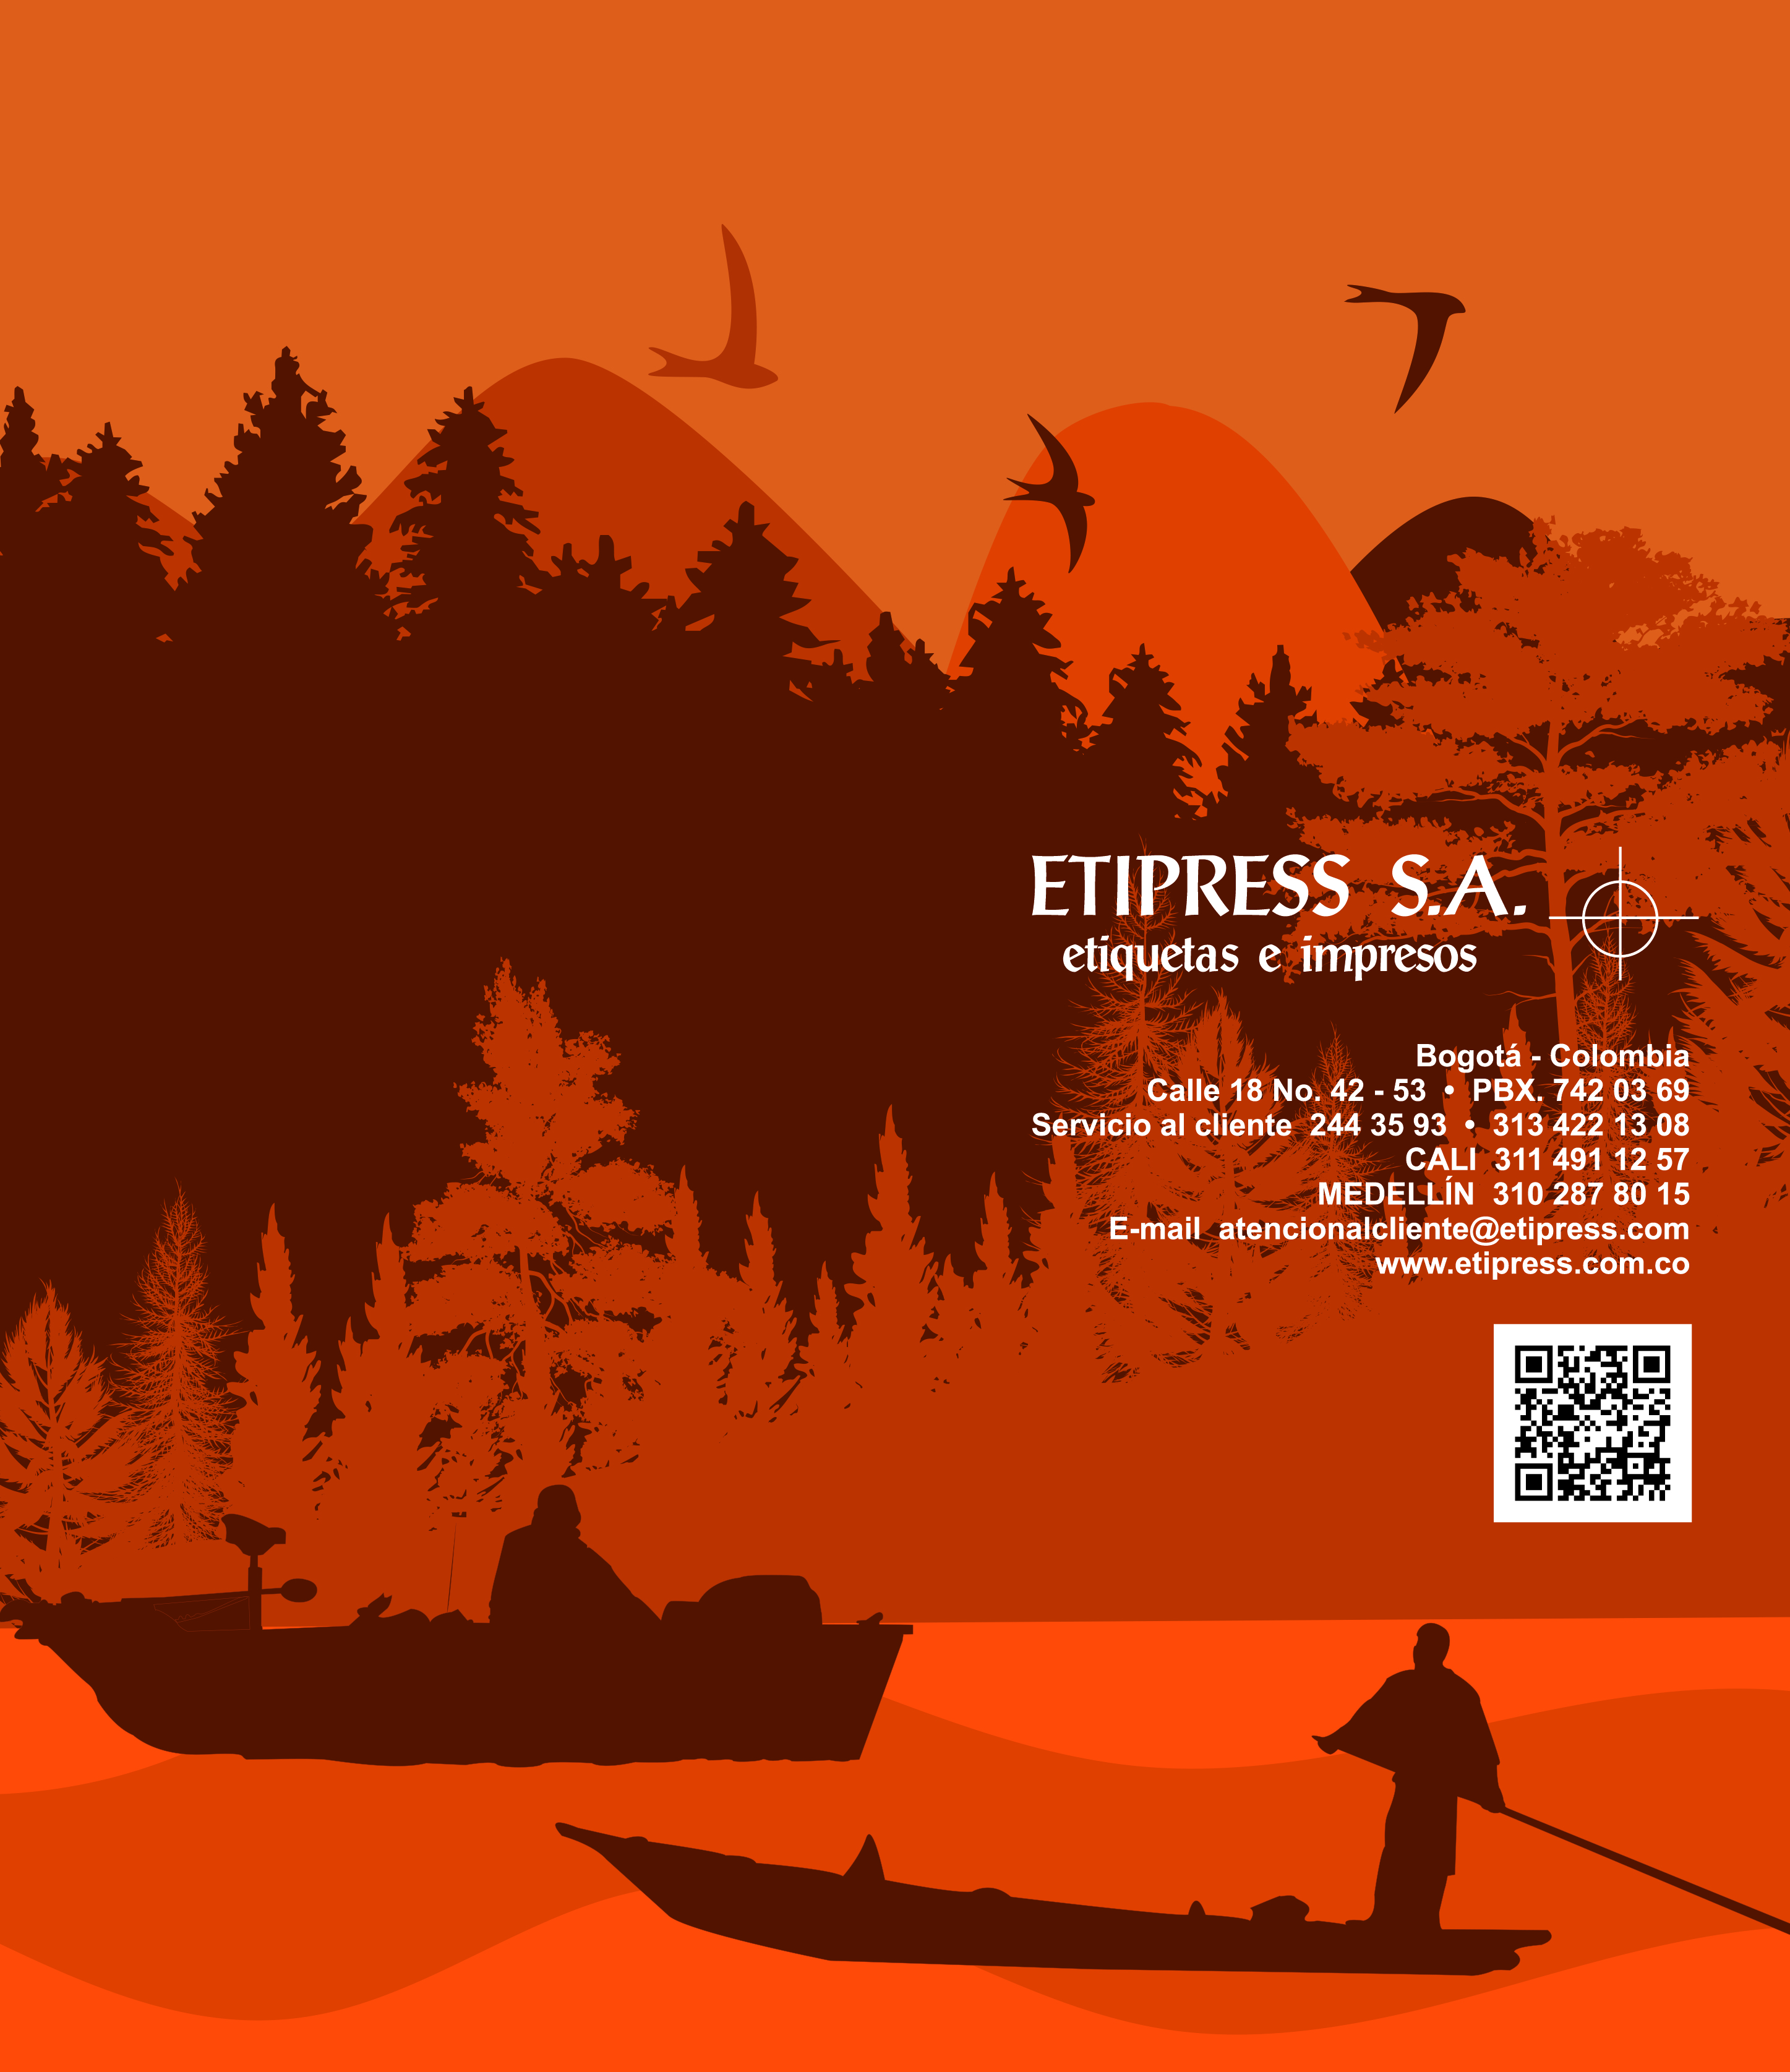 ETIPRESS S.A.
etiquetas e impresos
Bogotá - Colombia
Calle 18 No. 42 - 53 • PBX. 742 03 69
Servicio al cliente 244 35 93 • 313 422 13 08
CALI 311 491 12 57
MEDELLÍN 310 287 80 15
E-mail atencionalcliente@etipress.com
www.etipress.com.co